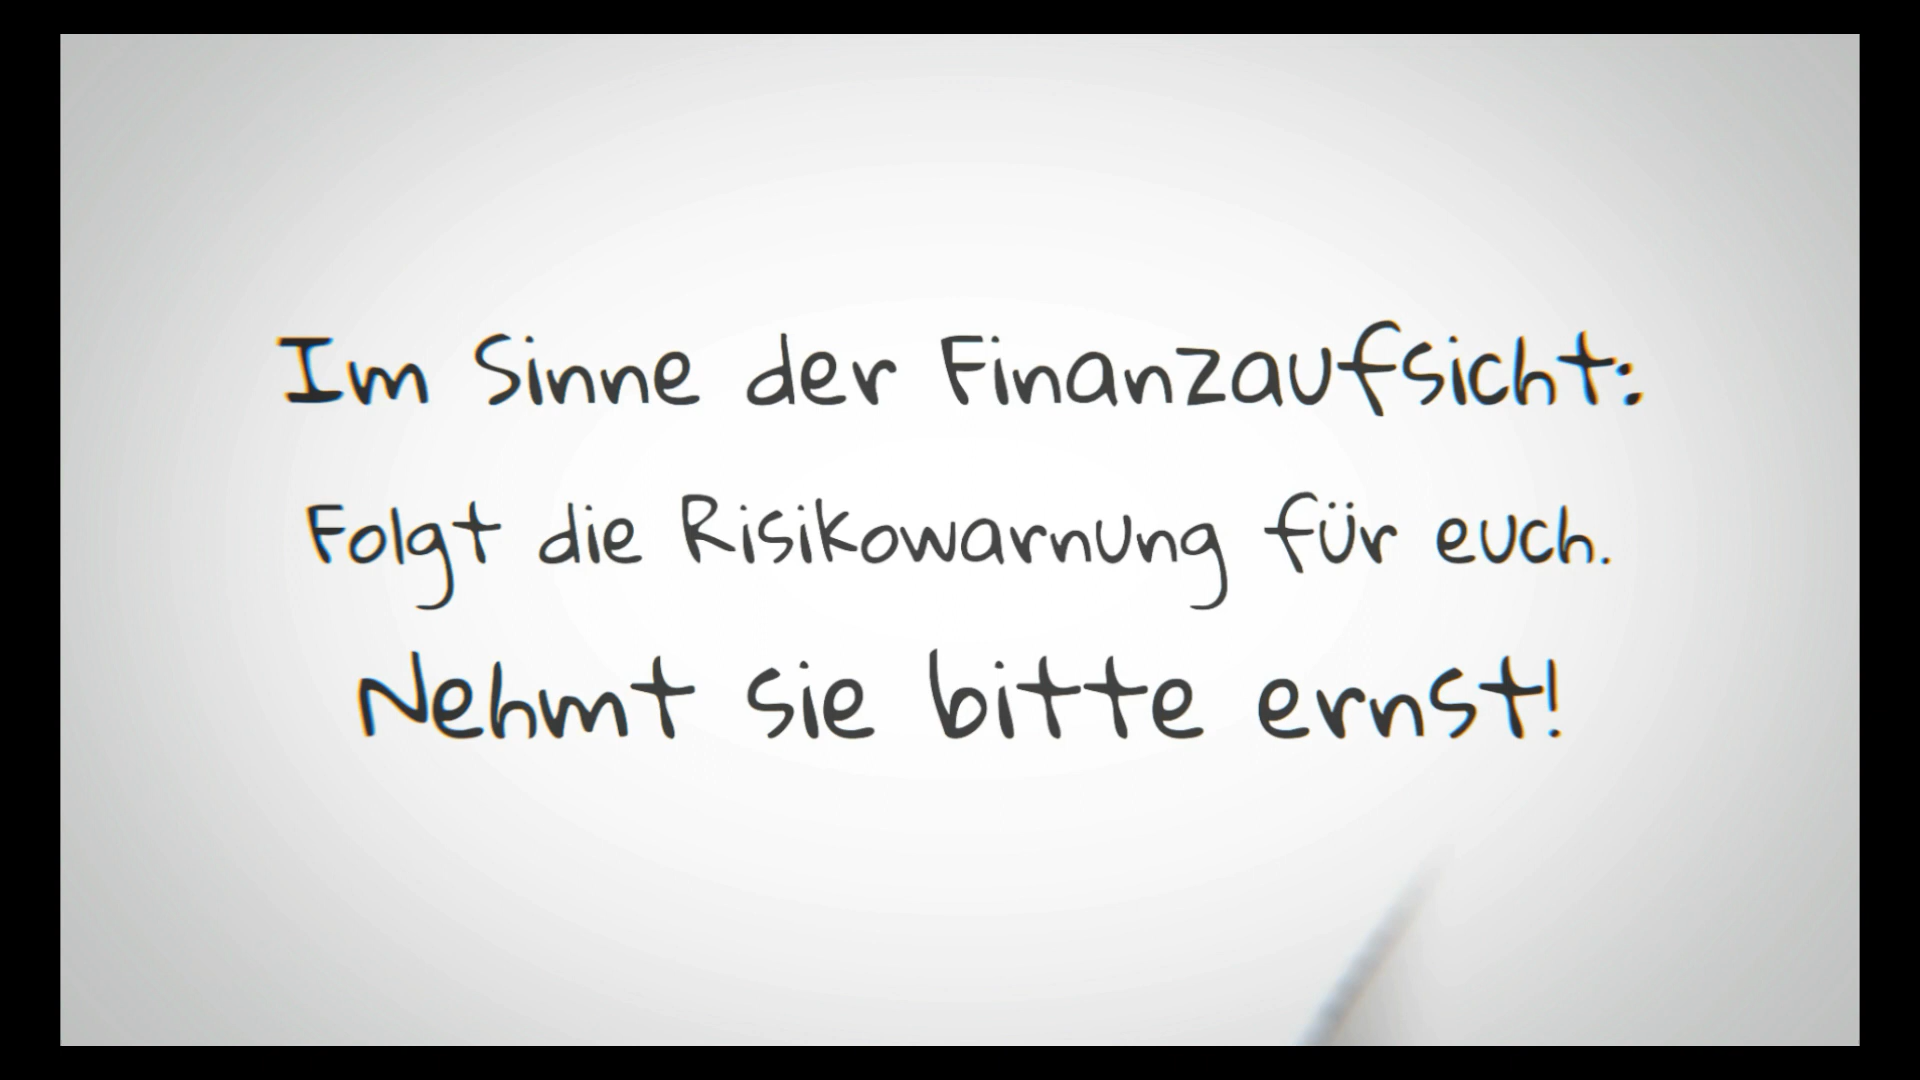 Im Sinne der Finanzaufsicht:
Folgt die Risikowarnung für euch.
Nehmt sie bitte ernst!